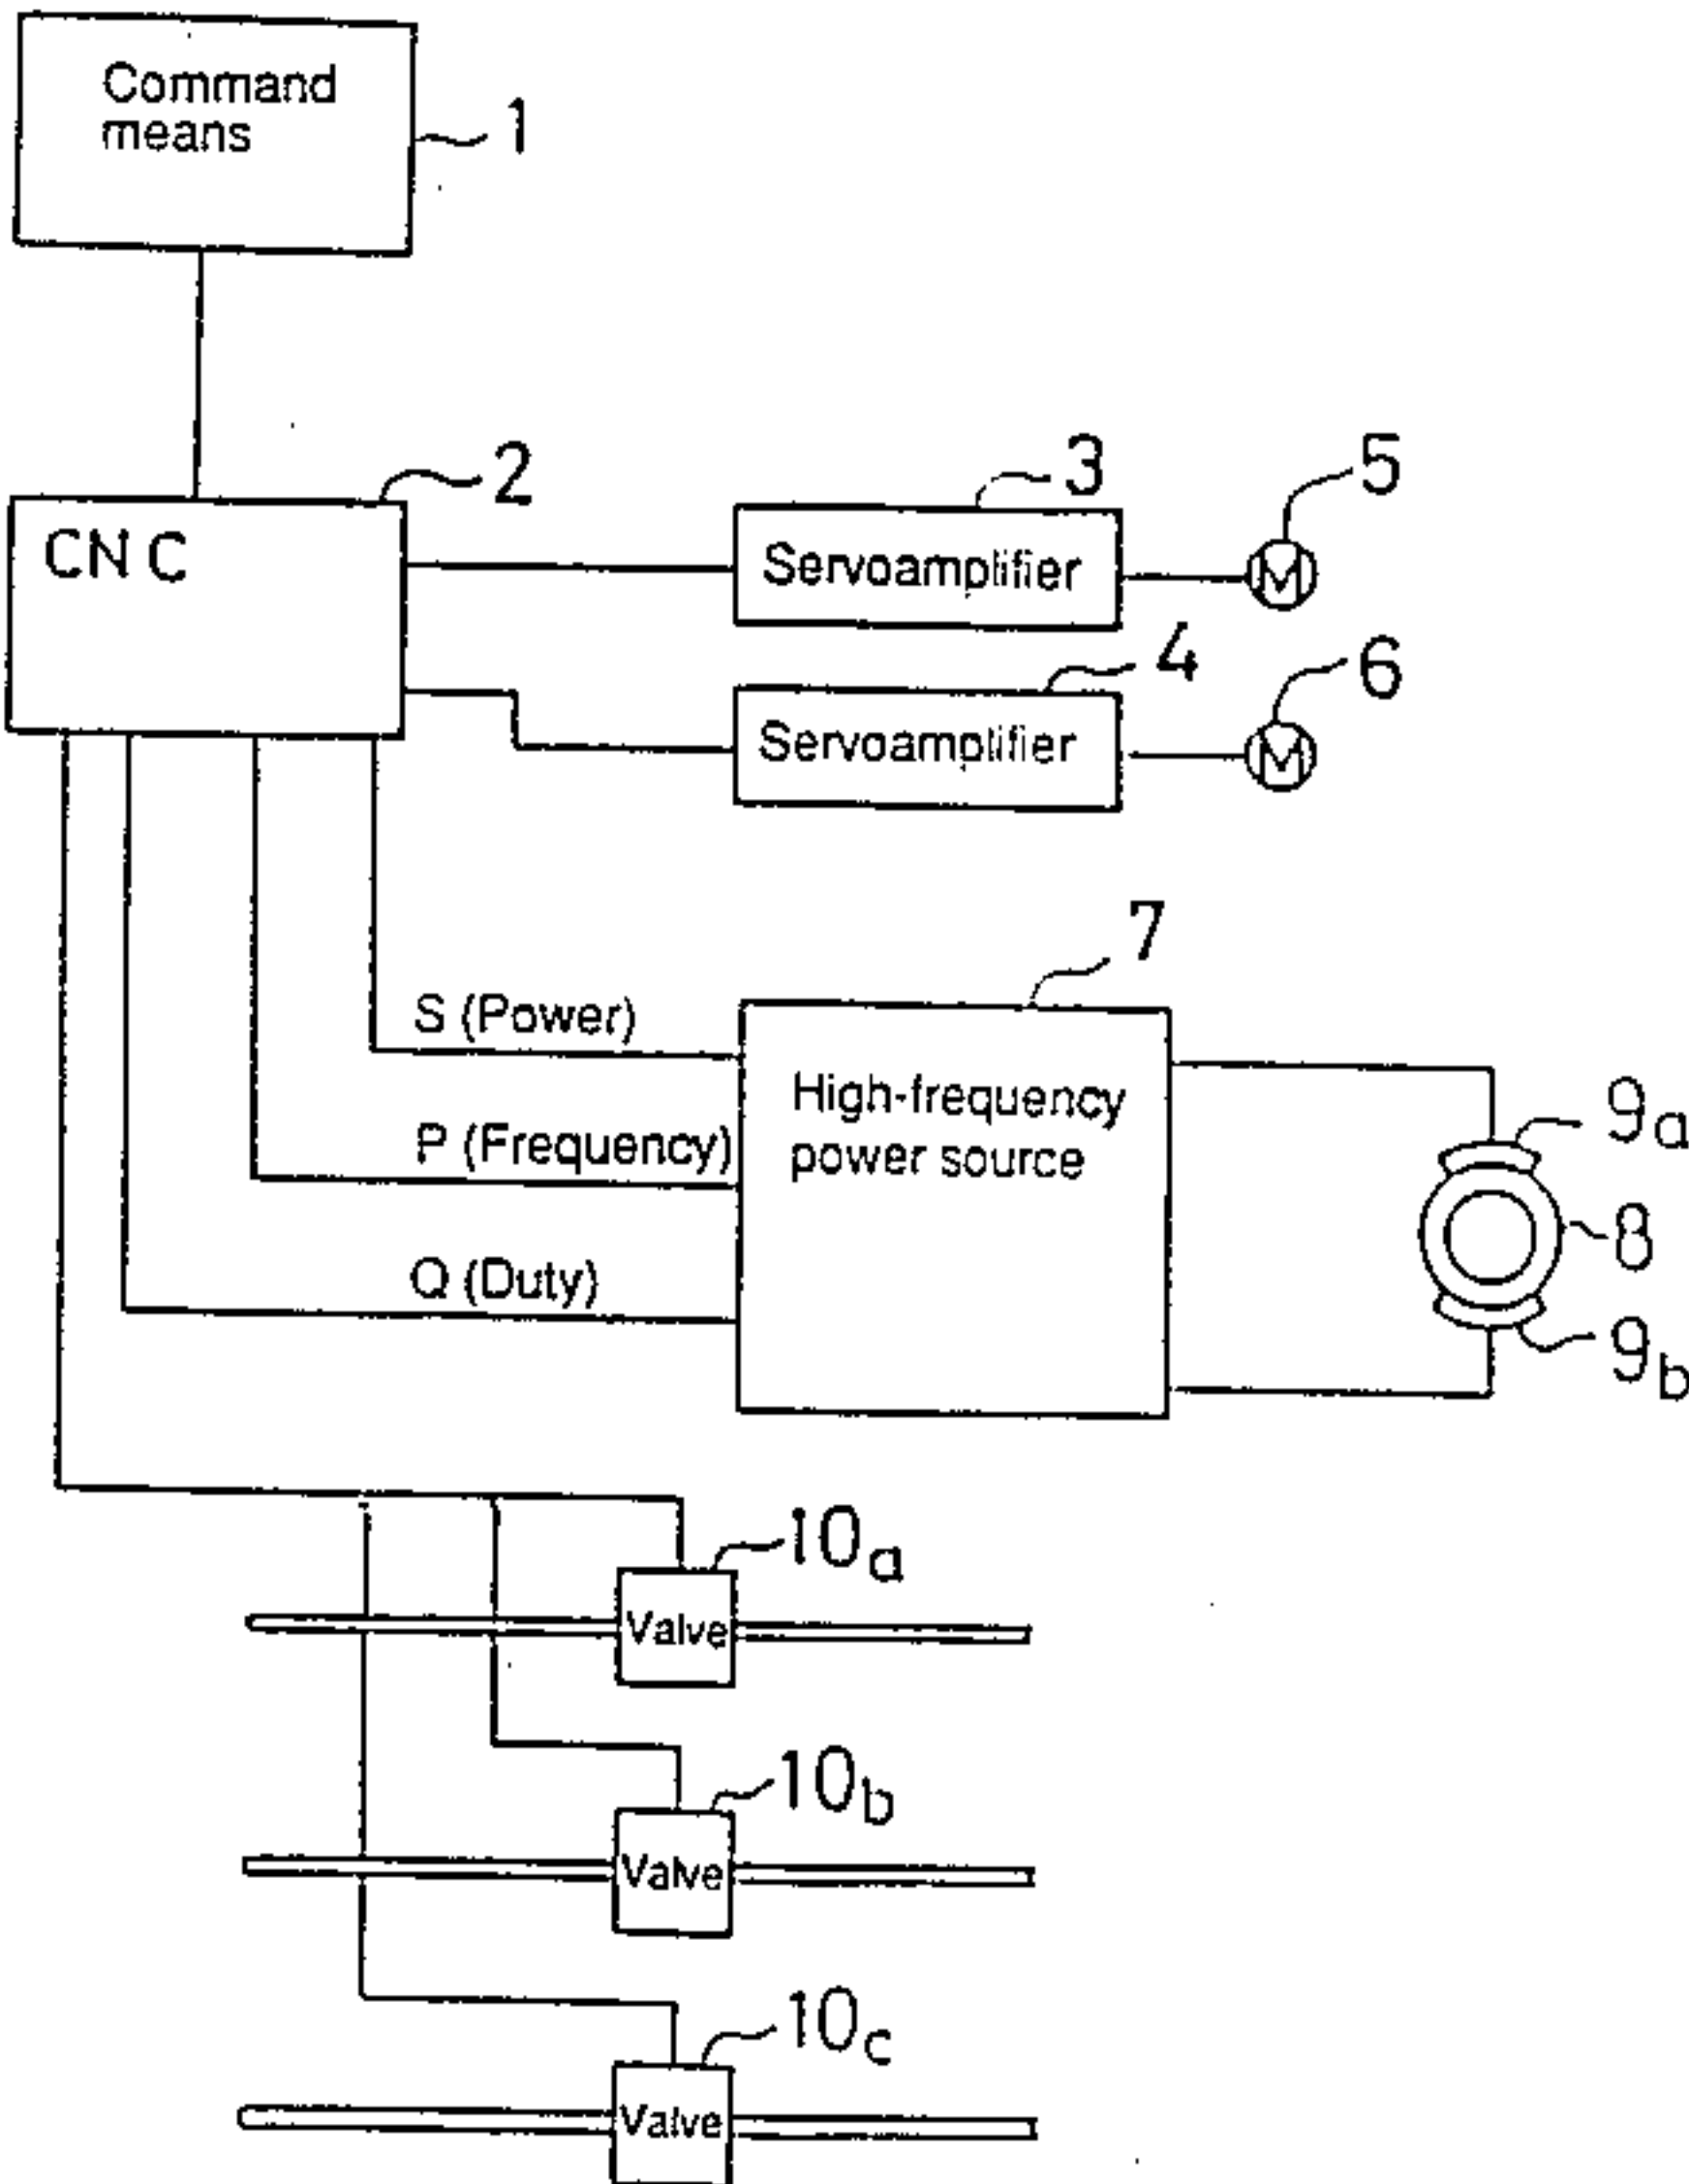 Command
means
1
2
3
5
CNC
Servoamplifier
4
6
Servoamplifier
7
S (Power)
High-frequency
power source
P (Frequency)
9a
8
Q (Duty)
9b
10a
Valve
10b
Valve
10c
Valve